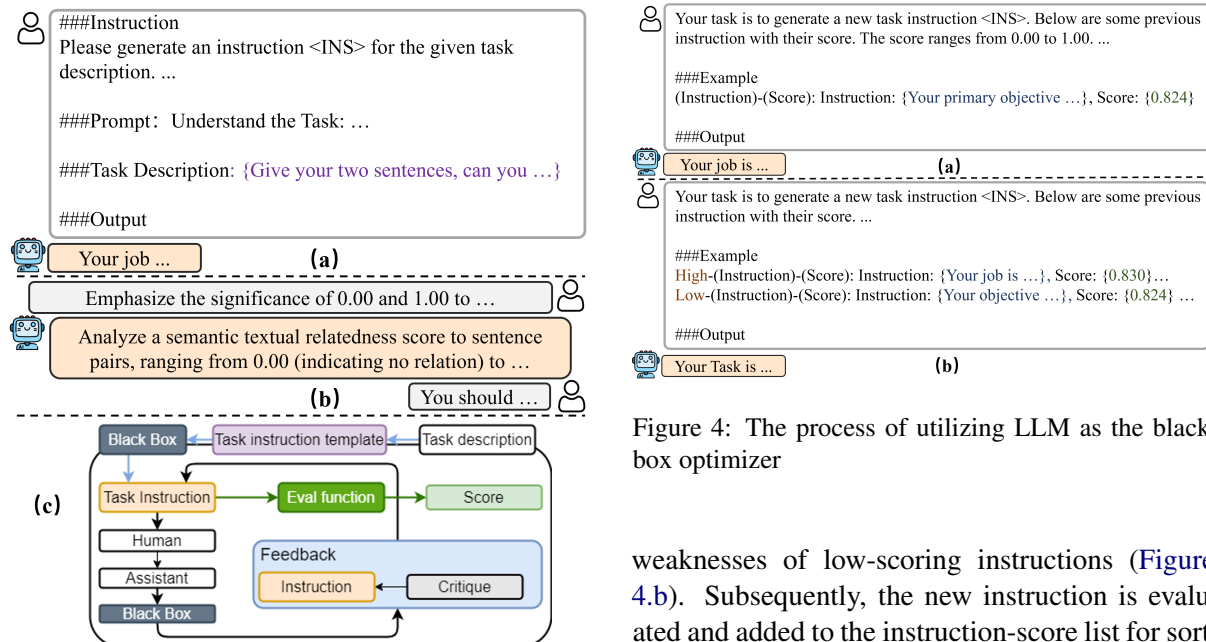 ###Instruction
Please generate an instruction <INS> for the given task
description. ...
###Prompt： Understand the Task: …
###Task Description: {Give your two sentences, can you …}
###Output
Your job ...
(a)
Emphasize the significance of 0.00 and 1.00 to …
Analyze a semantic textual relatedness score to sentence
pairs, ranging from 0.00 (indicating no relation) to …
(b)
You should …
Black Box
Task instruction template
Task description
(c)
Task Instruction
Eval function
Score
Human
Feedback
Assistant
Instruction
Critique
Black Box
Your task is to generate a new task instruction <INS>. Below are some previous
instruction with their score. The score ranges from 0.00 to 1.00. ...
###Example
(Instruction)-(Score): Instruction: {Your primary objective …}, Score: {0.824}
###Output
Your job is ...
(a)
Your task is to generate a new task instruction <INS>. Below are some previous
instruction with their score. ...
###Example
High-(Instruction)-(Score): Instruction: {Your job is …}, Score: {0.830}…
Low-(Instruction)-(Score): Instruction: {Your objective …}, Score: {0.824} …
###Output
Your Task is ...
(b)
Figure 4: The process of utilizing LLM as the black
box optimizer
weaknesses of low-scoring instructions (Figure
4.b). Subsequently, the new instruction is evalu
ated and added to the instruction-score list for sort